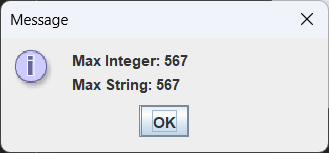 Message
Max Integer: 567
Max String: 567
OK